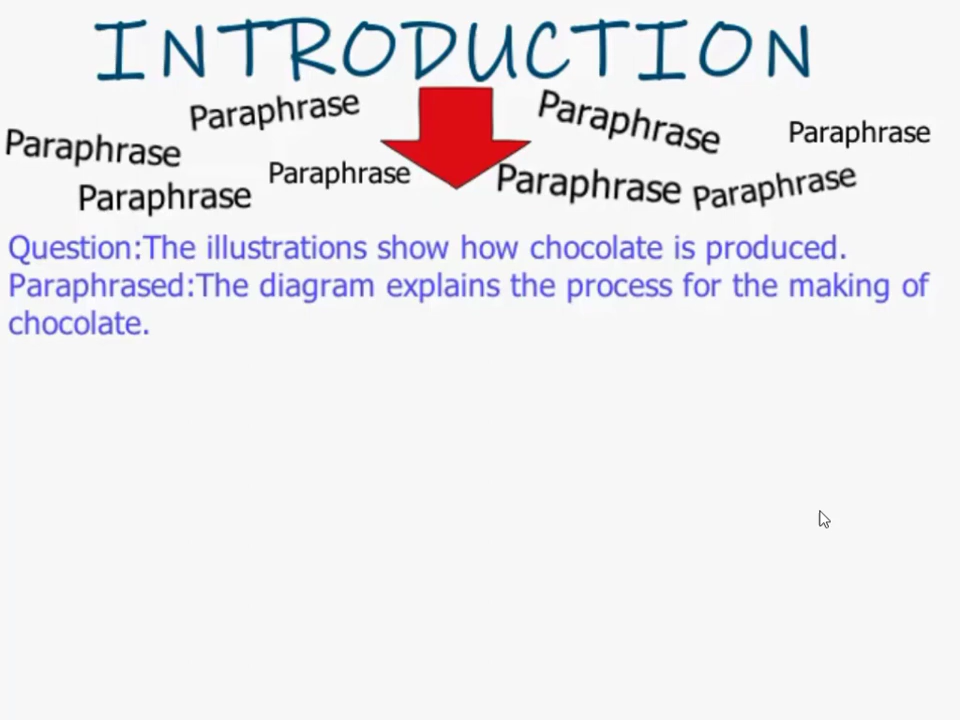 INTRODUCTION
Paraphrase
Paraphrase
Paraphrase
Paraphrase
Paraphrase
Paraphrase
Paraphrase
Paraphrase
Question:The illustrations show how chocolate is produced.
Paraphrased:The diagram explains the process for the making of
chocolate.